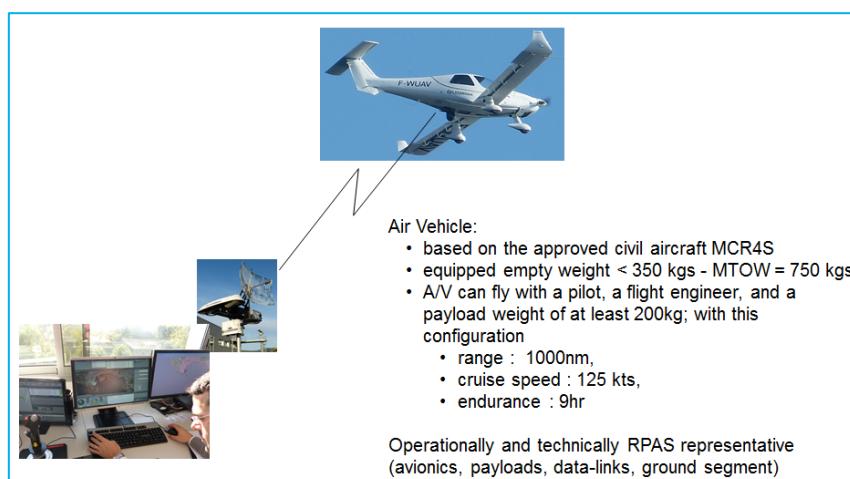 F-WUAV
Air Vehicle:
• based on the approved civil aircraft MCR4S
• equipped empty weight < 350 kgs - MTOW = 750 kgs
• A/V can fly with a pilot, a flight engineer, and a
payload weight of at least 200kg; with this
configuration
• range : 1000nm,
• cruise speed : 125 kts,
• endurance : 9hr
Operationally and technically RPAS representative
(avionics, payloads, data-links, ground segment)